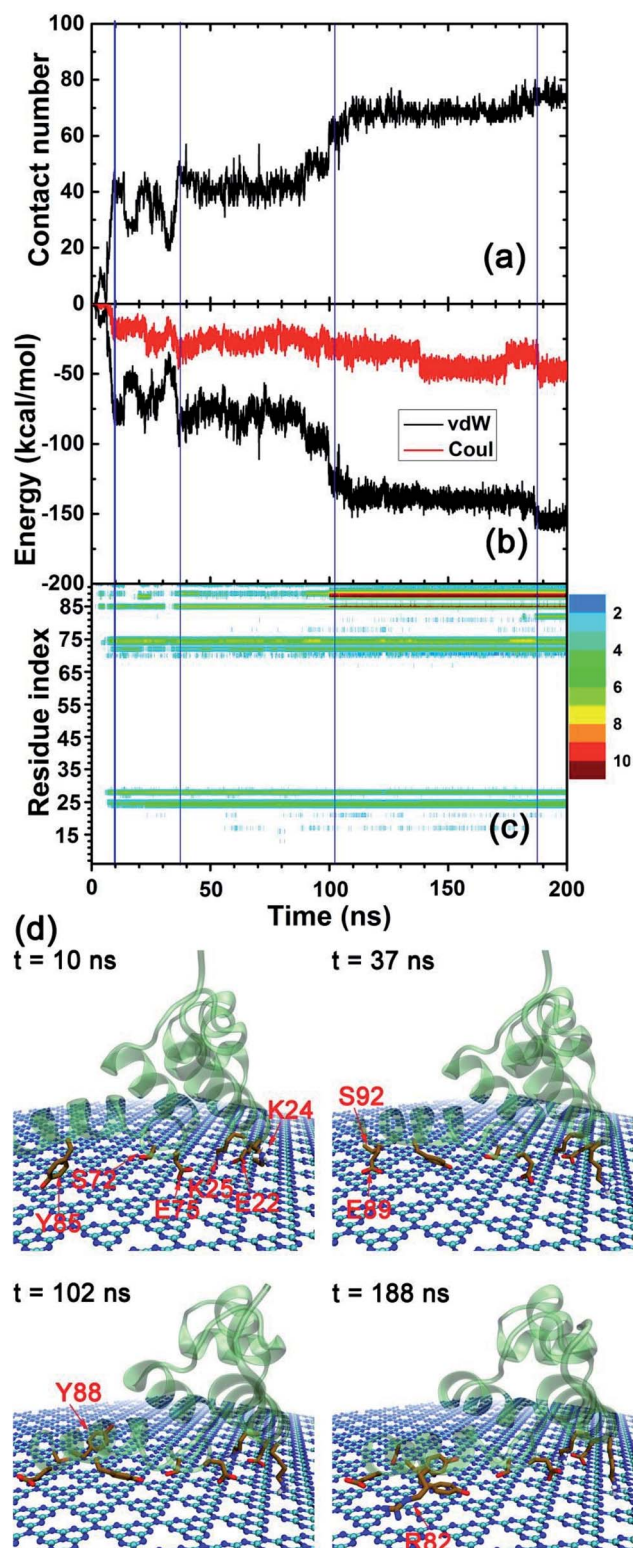 100
80
60
40
20
0
Contact number
(a)
0
-50
-100
-150
-200
Energy (kcal/mol)
vdW
Coul
(b)
85
75
65
55
45
35
25
15
Residue index
2
4
6
8
10
(c)
0 50 100 150 200
Time (ns)
(d)
t = 10 ns
K24
S72
Y85
E75
K25
E22
t = 37 ns
S92
E89
t = 102 ns
Y88
t = 188 ns
R82